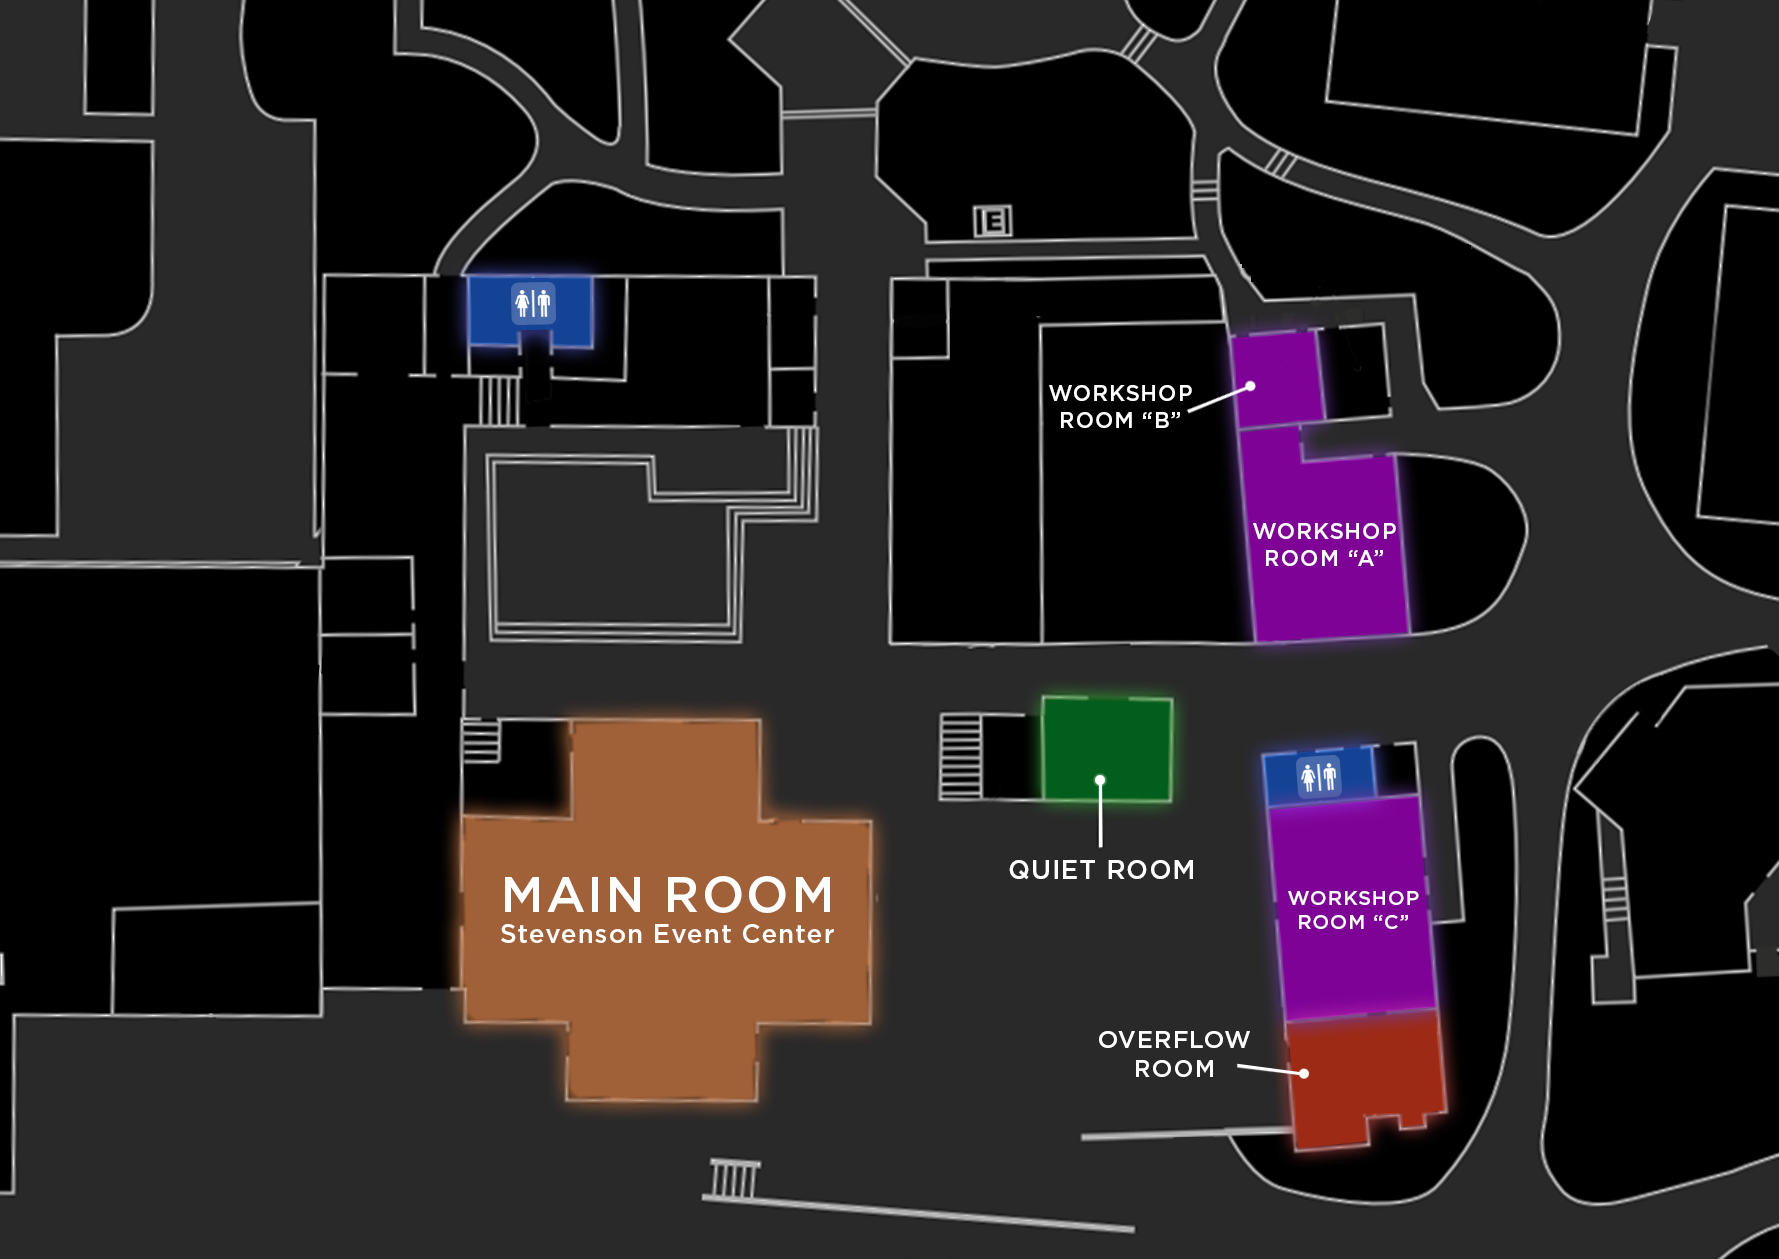 E
WORKSHOP
ROOM “B”
WORKSHOP
ROOM “A”
QUIET ROOM
MAIN ROOM
Stevenson Event Center
WORKSHOP
ROOM “C”
OVERFLOW
ROOM